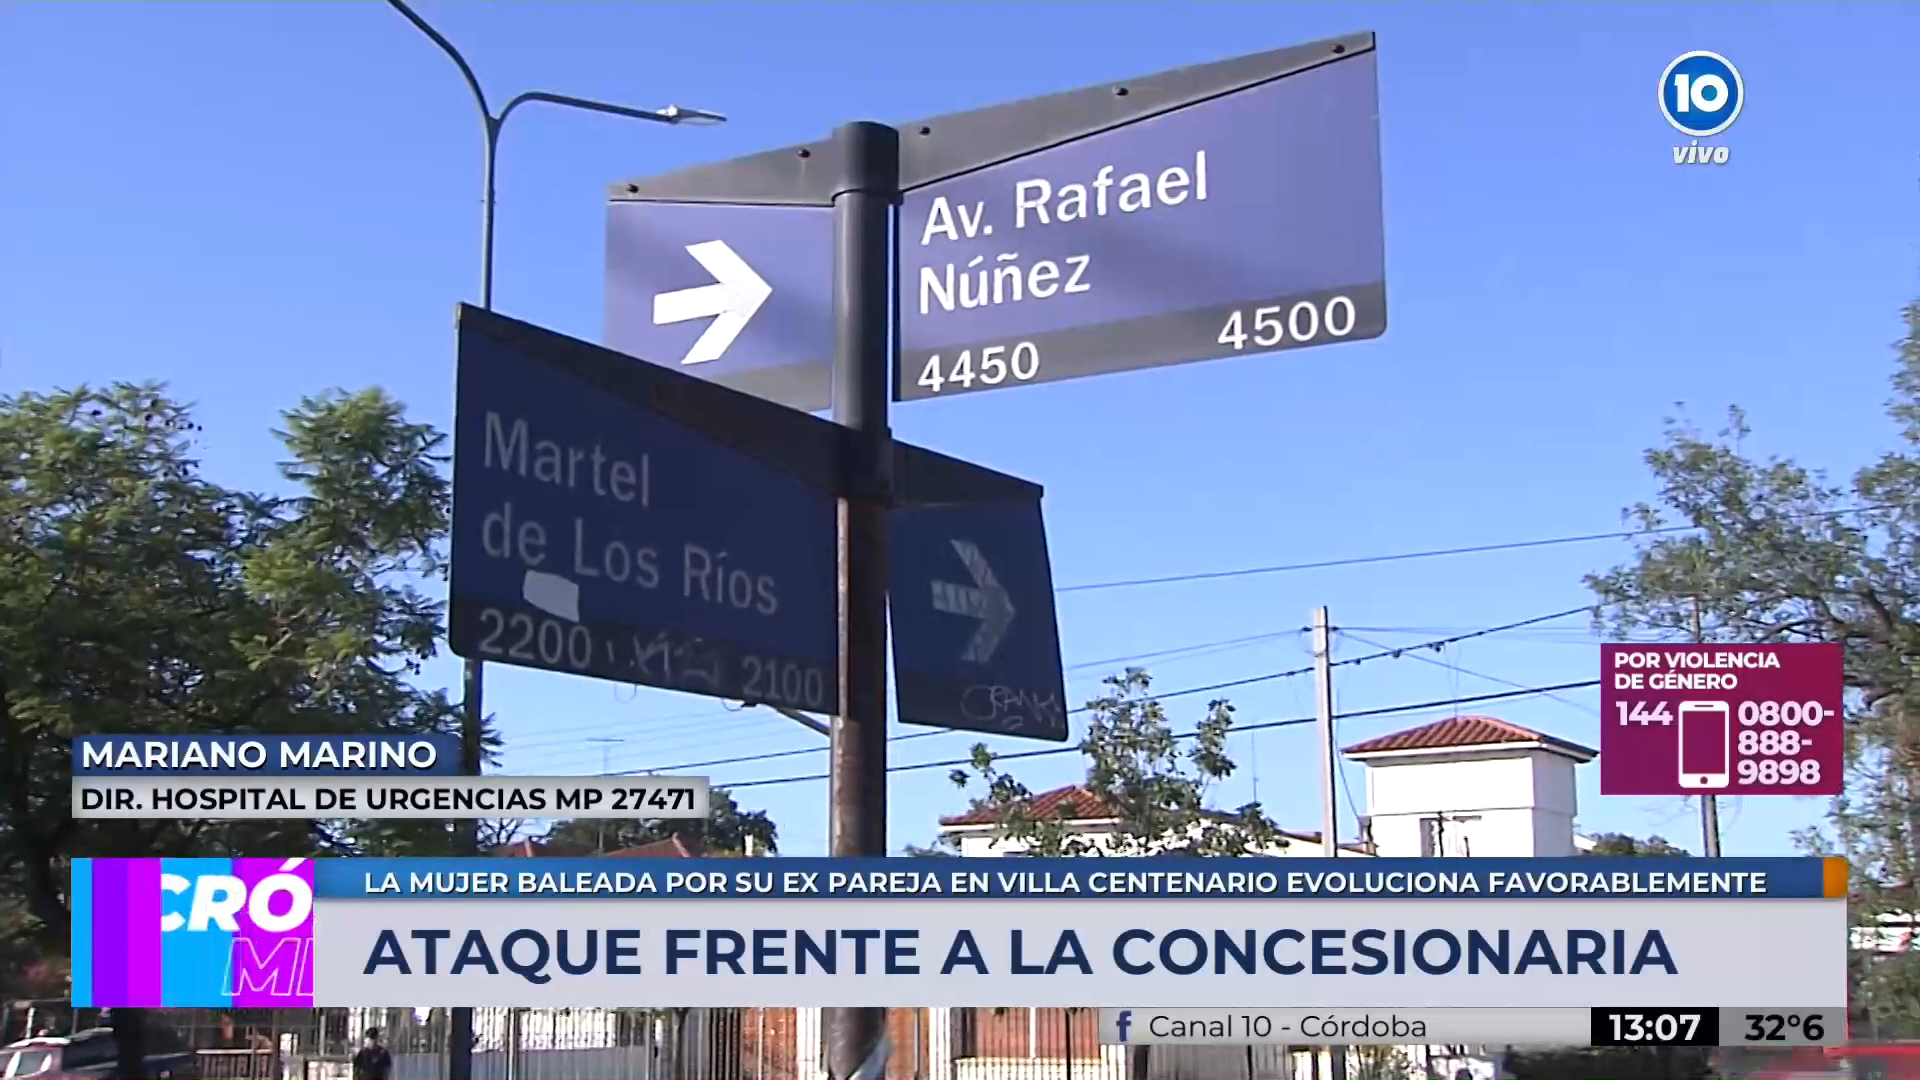 10
vivo
Av. Rafael
Núñez
4450 4500
Martel
de Los Ríos
2200 2100
POR VIOLENCIA
DE GÉNERO
144 0800-
888-
9898
MARIANO MARINO
DIR. HOSPITAL DE URGENCIAS MP 27471
CRÓ
MI
LA MUJER BALEADA POR SU EX PAREJA EN VILLA CENTENARIO EVOLUCIONA FAVORABLEMENTE
ATAQUE FRENTE A LA CONCESIONARIA
f Canal 10 - Córdoba 13:07 32°6